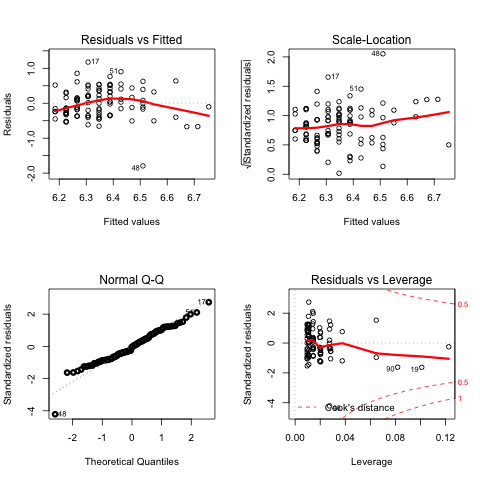 Residuals vs Fitted
Residuals
-2.0 -1.0 0.0 1.0
17
51
48
6.2 6.3 6.4 6.5 6.6 6.7
Fitted values
Scale-Location
√|Standardized residuals|
0.0 0.5 1.0 1.5 2.0
48
17
51
6.2 6.3 6.4 6.5 6.6 6.7
Fitted values
Normal Q-Q
Standardized residuals
-4 -2 0 2
17
51
48
-2 -1 0 1 2
Theoretical Quantiles
Residuals vs Leverage
Standardized residuals
-4 -2 0 2
0.5
0.5
1
90
19
Cook's distance
0.00 0.04 0.08 0.12
Leverage